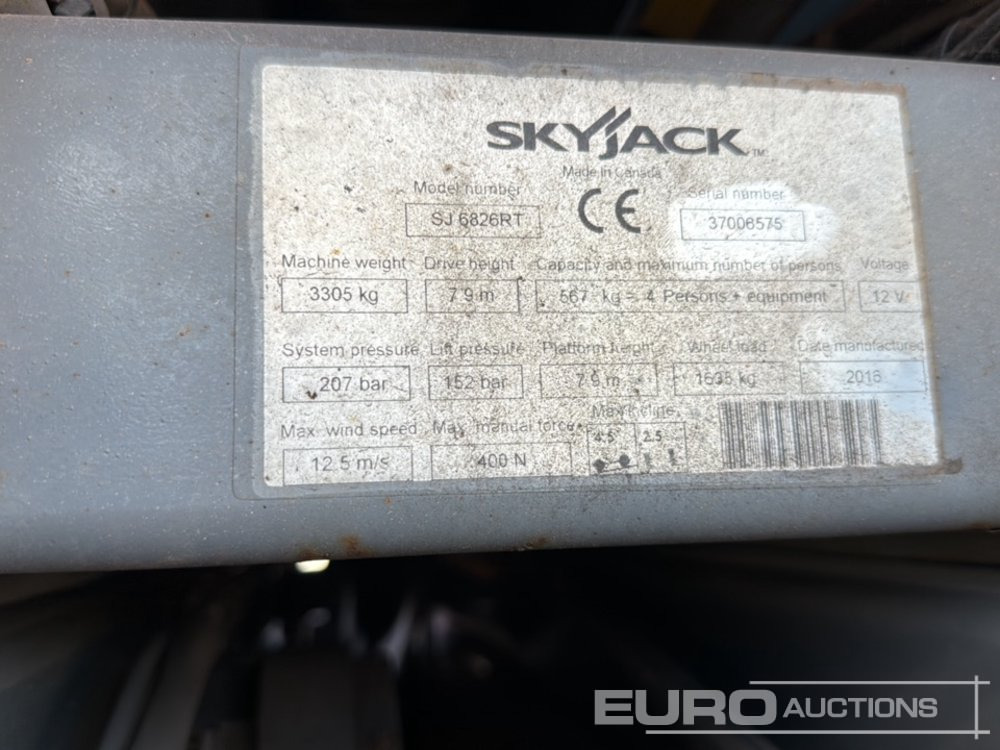 SKYJACK™
Made in Canada
Model number
SJ 6826RT
CE
Serial number
37006575
Machine weight Drive height Capacity and maximum number of persons Voltage
3305 kg 7.9 m 567 kg = 4 Persons + equipment 12 V
System pressure Lift pressure Platform height Wheel load Date manufactured
207 bar 152 bar 7.9 m kg 2016
Max. wind speed Max. manual force Max incline
12.5 m/s 400 N 4.5 2.5
EURO AUCTIONS